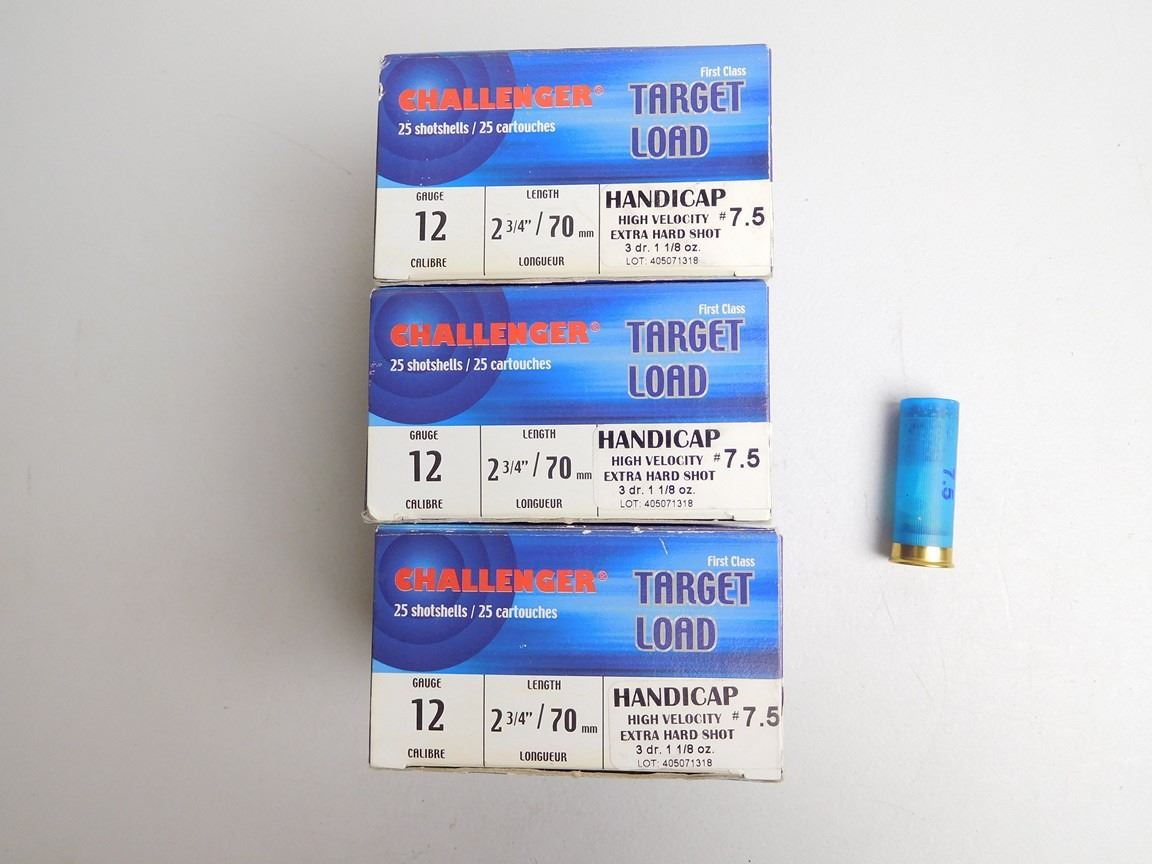 First Class
CHALLENGER® TARGET
25 shotshells / 25 cartouches LOAD
GAUGE LENGTH HANDICAP
12 2 3/4" / 70 mm HIGH VELOCITY #7.5
EXTRA HARD SHOT
3 dr. 1 1/8 oz.
CALIBRE LONGUEUR LOT: 405071318
First Class
CHALLENGER® TARGET
25 shotshells / 25 cartouches LOAD
GAUGE LENGTH HANDICAP
12 2 3/4" / 70 mm HIGH VELOCITY #7.5
EXTRA HARD SHOT
3 dr. 1 1/8 oz.
CALIBRE LONGUEUR LOT: 405071318
7.5
First Class
CHALLENGER® TARGET
25 shotshells / 25 cartouches LOAD
GAUGE LENGTH HANDICAP
12 2 3/4" / 70 mm HIGH VELOCITY #7.5
EXTRA HARD SHOT
3 dr. 1 1/8 oz.
CALIBRE LONGUEUR LOT: 405071318